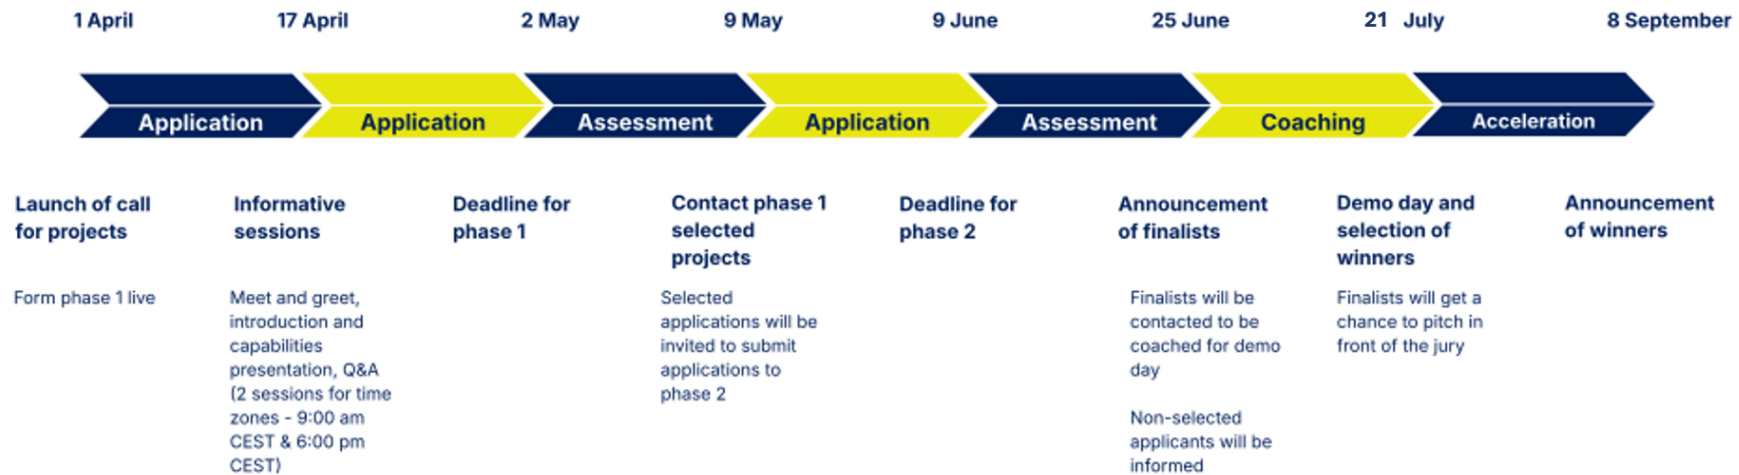 1 April
17 April
2 May
9 May
9 June
25 June
21 July
8 September
Application
Application
Assessment
Application
Assessment
Coaching
Acceleration
Launch of call
for projects
Form phase 1 live
Informative
sessions
Meet and greet,
introduction and
capabilities
presentation, Q&A
(2 sessions for time
zones - 9:00 am
CEST & 6:00 pm
CEST)
Deadline for
phase 1
Contact phase 1
selected
projects
Selected
applications will be
invited to submit
applications to
phase 2
Deadline for
phase 2
Announcement
of finalists
Finalists will be
contacted to be
coached for demo
day
Non-selected
applicants will be
informed
Demo day and
selection of
winners
Finalists will get a
chance to pitch in
front of the jury
Announcement
of winners